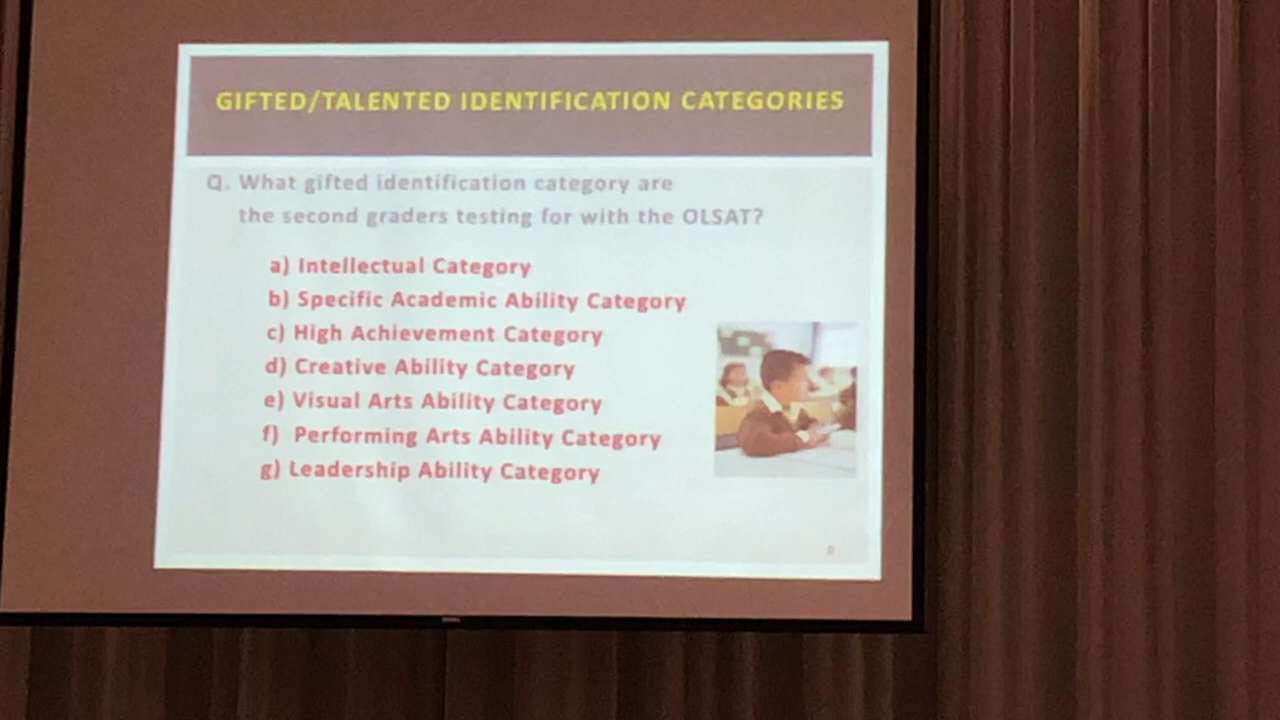 GIFTED/TALENTED IDENTIFICATION CATEGORIES
Q. What gifted identification category are
the second graders testing for with the OLSAT?
a) Intellectual Category
b) Specific Academic Ability Category
c) High Achievement Category
d) Creative Ability Category
e) Visual Arts Ability Category
f) Performing Arts Ability Category
g) Leadership Ability Category